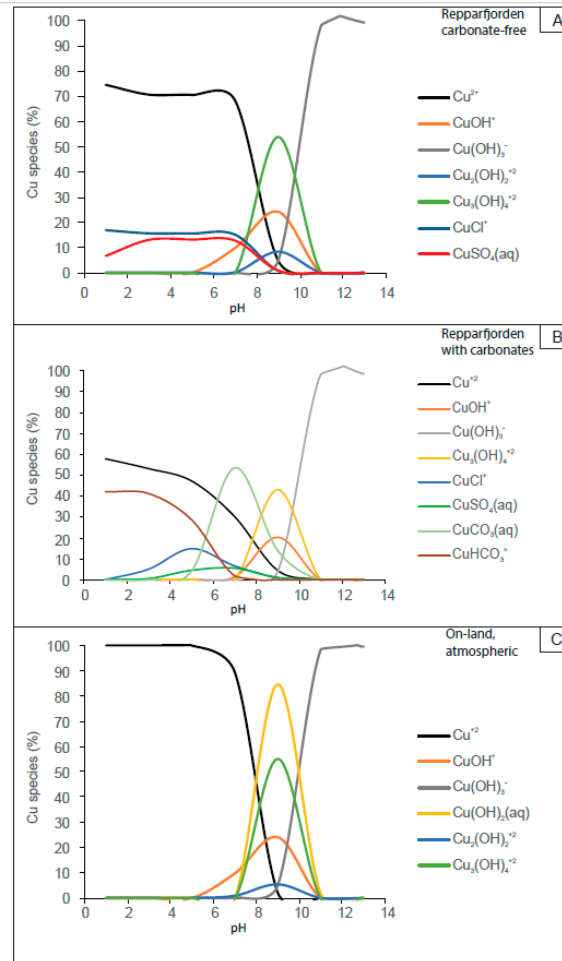 Repparfjorden
carbonate-free
A
100
90
80
70
60
50
40
30
20
10
0
Cu species (%)
0 2 4 6 8 10 12 14
pH
Cu²⁺
CuOH⁺
Cu(OH)₃⁻
Cu₂(OH)₂⁺²
Cu₃(OH)₄⁺²
CuCl⁺
CuSO₄(aq)
Repparfjorden
with carbonates
B
100
90
80
70
60
50
40
30
20
10
0
Cu species (%)
0 2 4 6 8 10 12 14
pH
Cu⁺²
CuOH⁺
Cu(OH)₃⁻
Cu₃(OH)₄⁺²
CuCl⁺
CuSO₄(aq)
CuCO₃(aq)
CuHCO₃⁺
On-land,
atmospheric
C
100
90
80
70
60
50
40
30
20
10
0
Cu species (%)
0 2 4 6 8 10 12 14
pH
Cu⁺²
CuOH⁺
Cu(OH)₃⁻
Cu(OH)₂(aq)
Cu₂(OH)₂⁺²
Cu₃(OH)₄⁺²